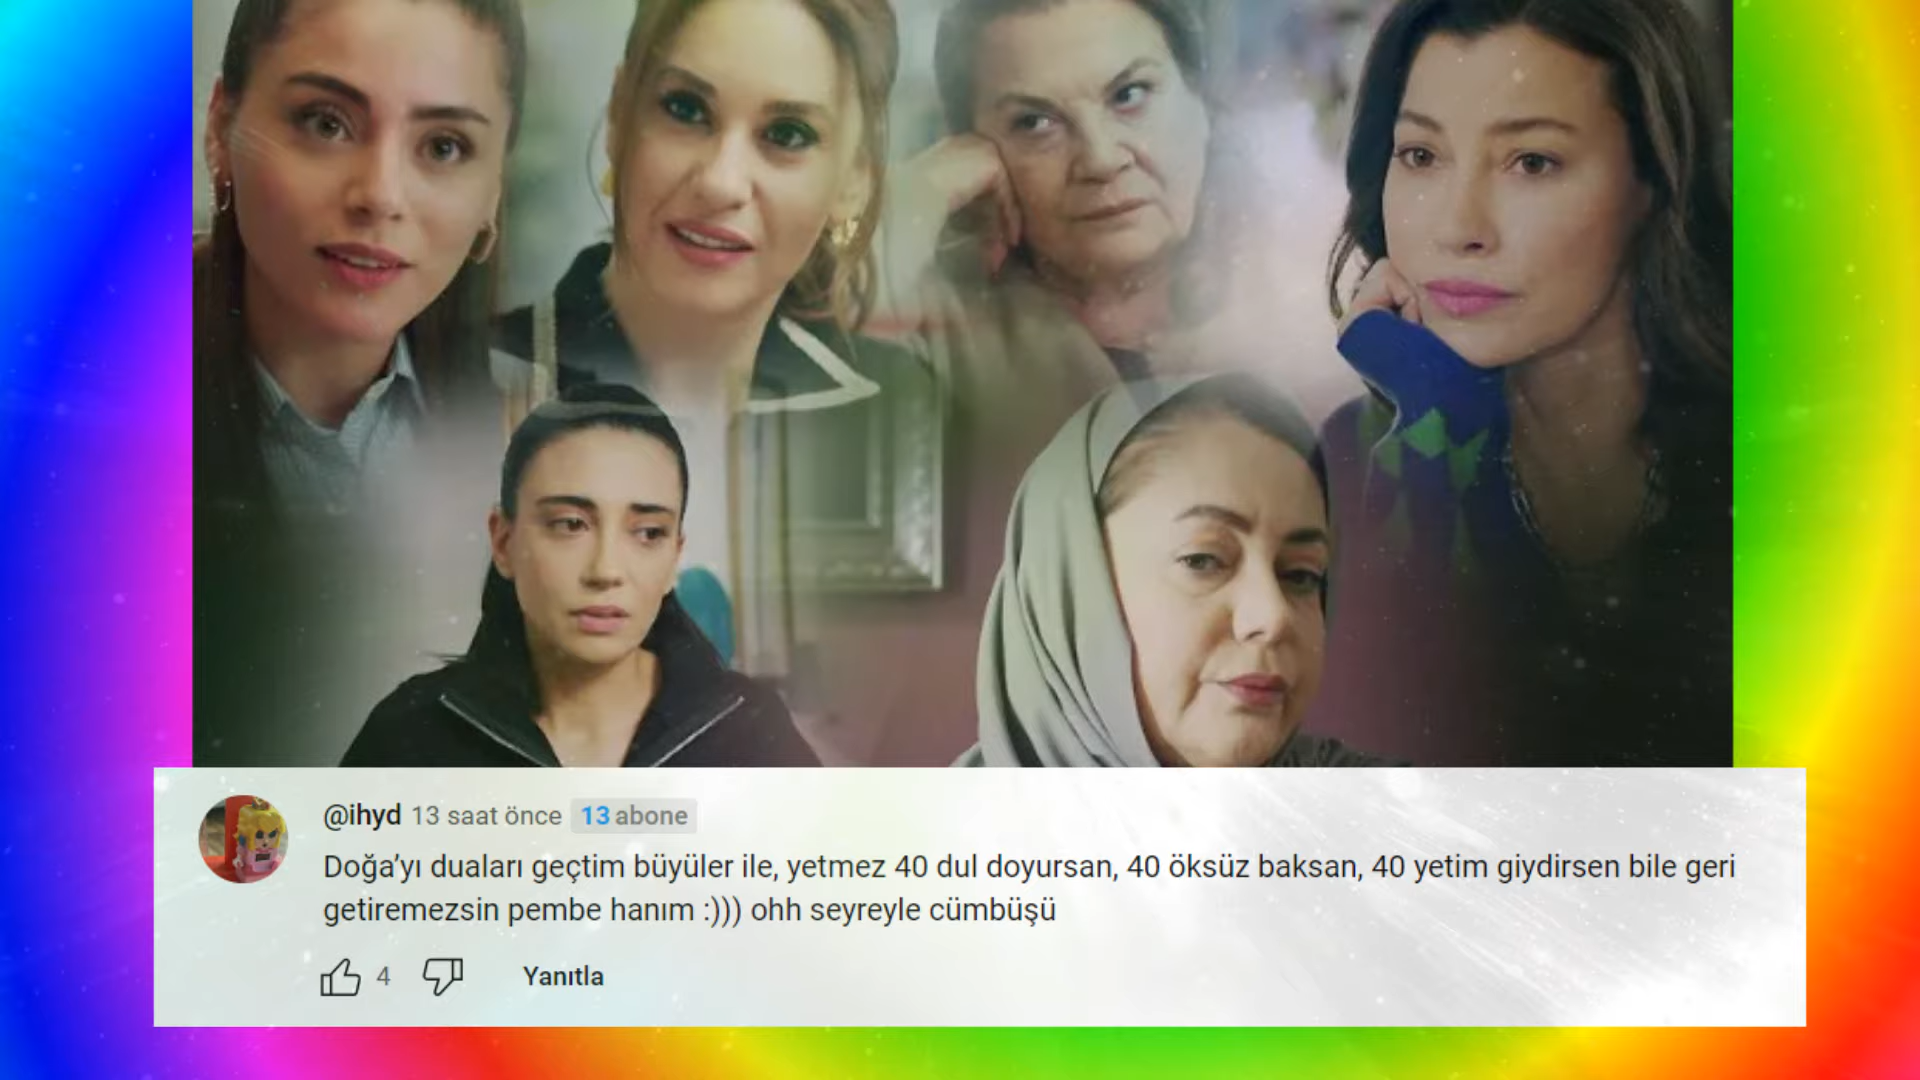 @ihyd 13 saat önce 13 abone
Doğa’yı duaları geçtim büyüler ile, yetmez 40 dul doyursan, 40 öksüz baksan, 40 yetim giydirsen bile geri
getiremezsin pembe hanım :))) ohh seyreyle cümbüşü
4 Yanıtla